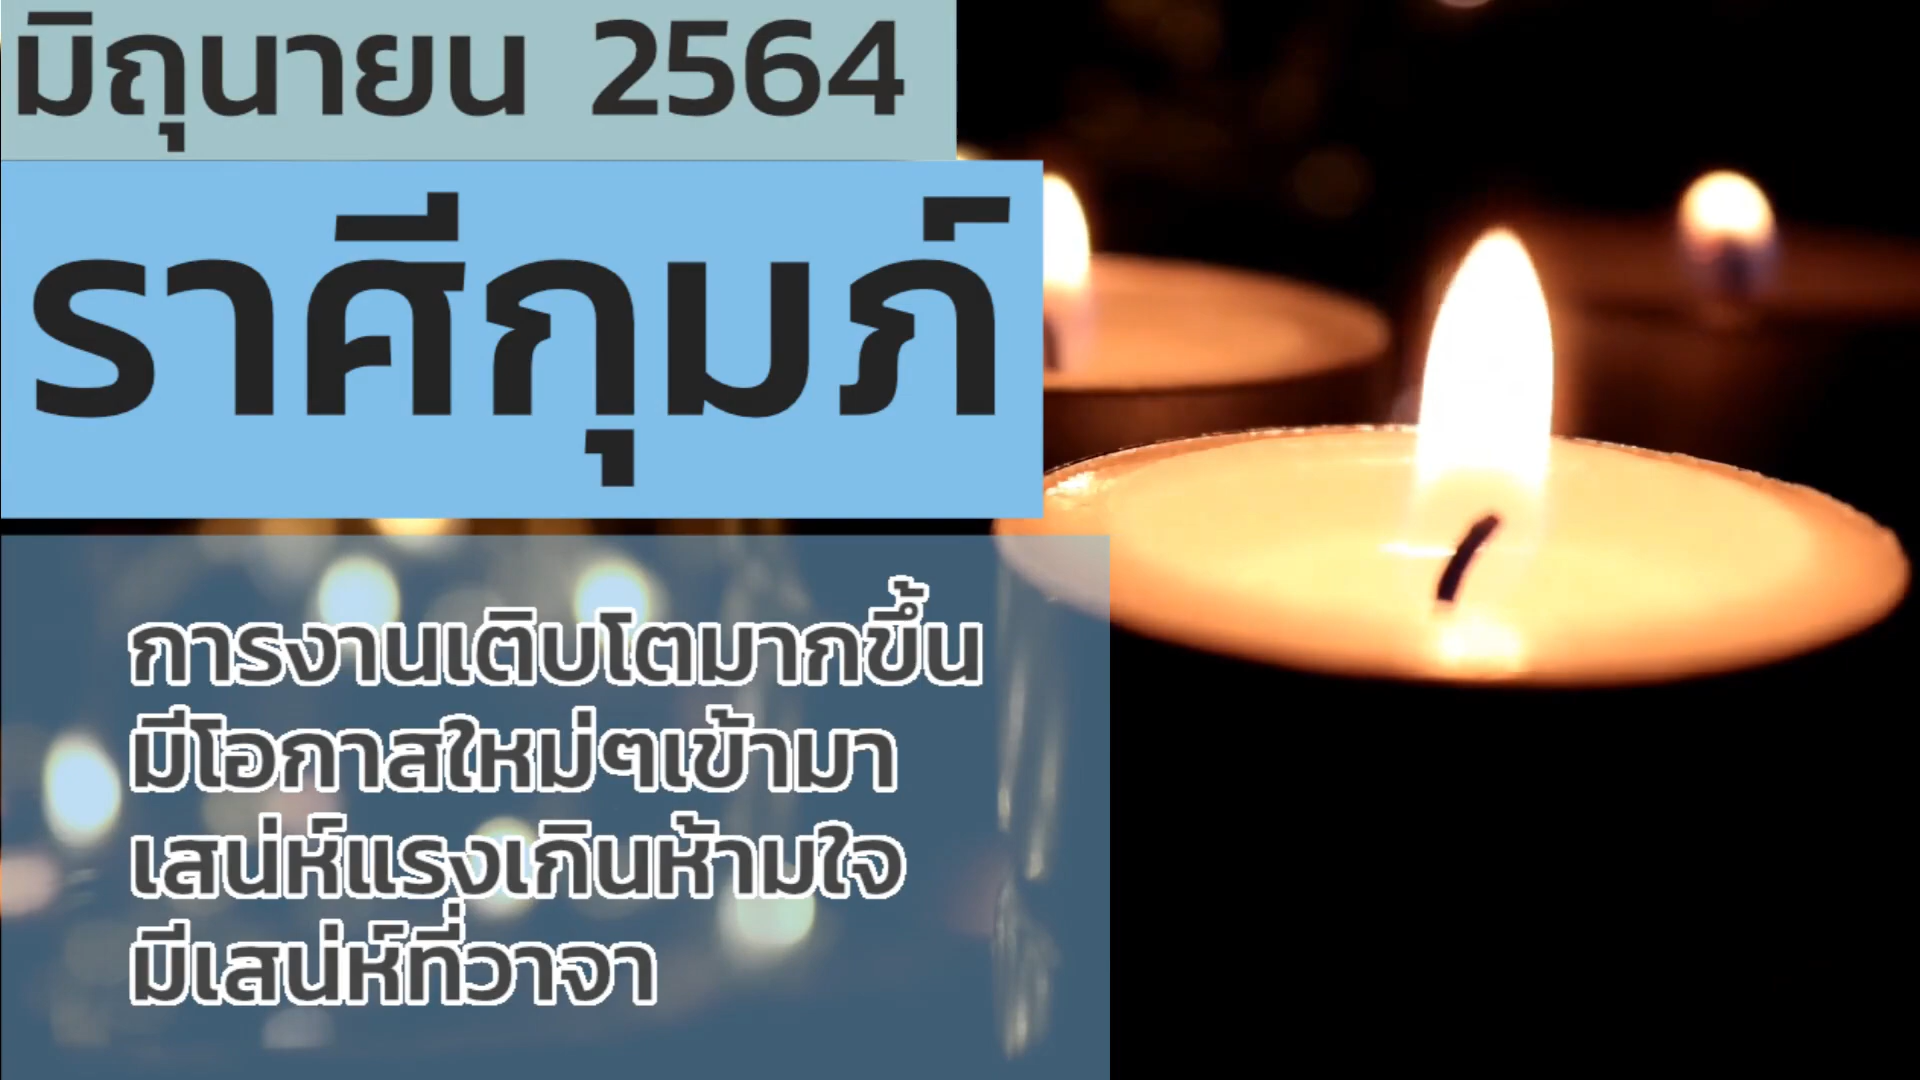 มิถุนายน 2564
ราศีกุมภ์
การงานเติบโตมากขึ้น
มีโอกาสใหม่ๆเข้ามา
เสน่ห์แรงเกินห้ามใจ
มีเสน่ห์ที่วาจา